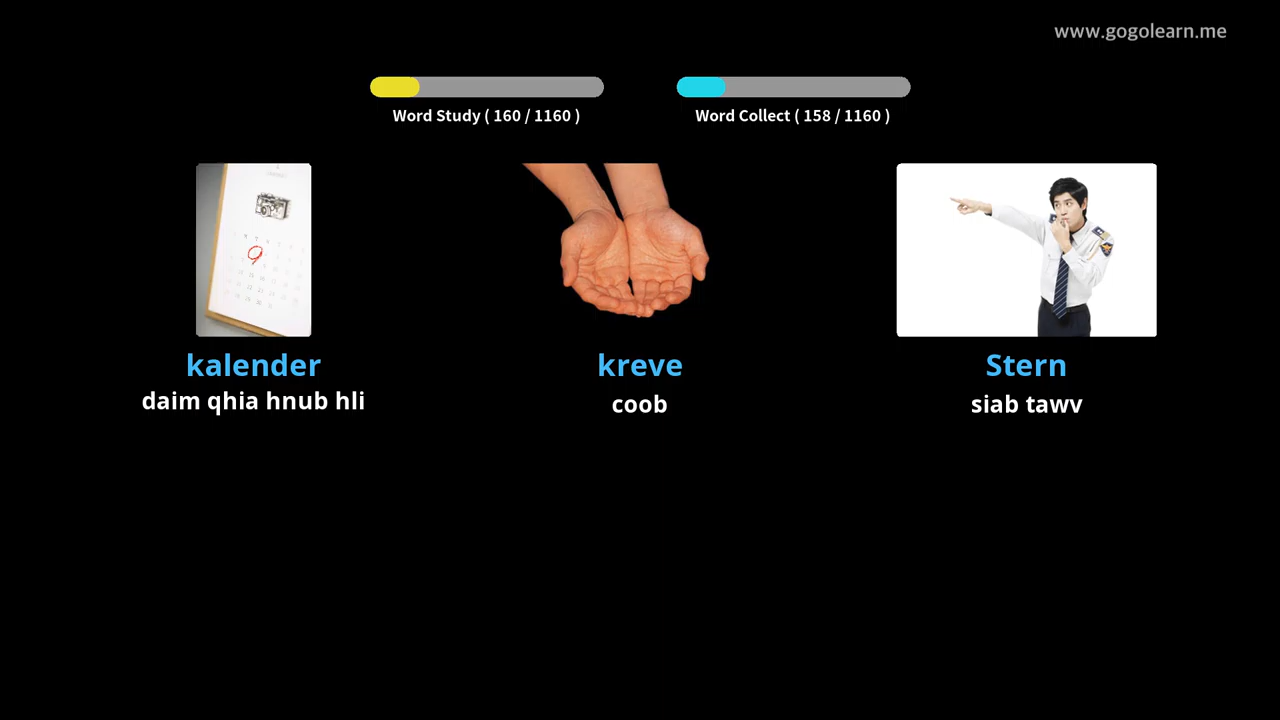 www.gogolearn.me
Word Study ( 160 / 1160 )
Word Collect ( 158 / 1160 )
kalender
daim qhia hnub hli
kreve
coob
Stern
siab tawv